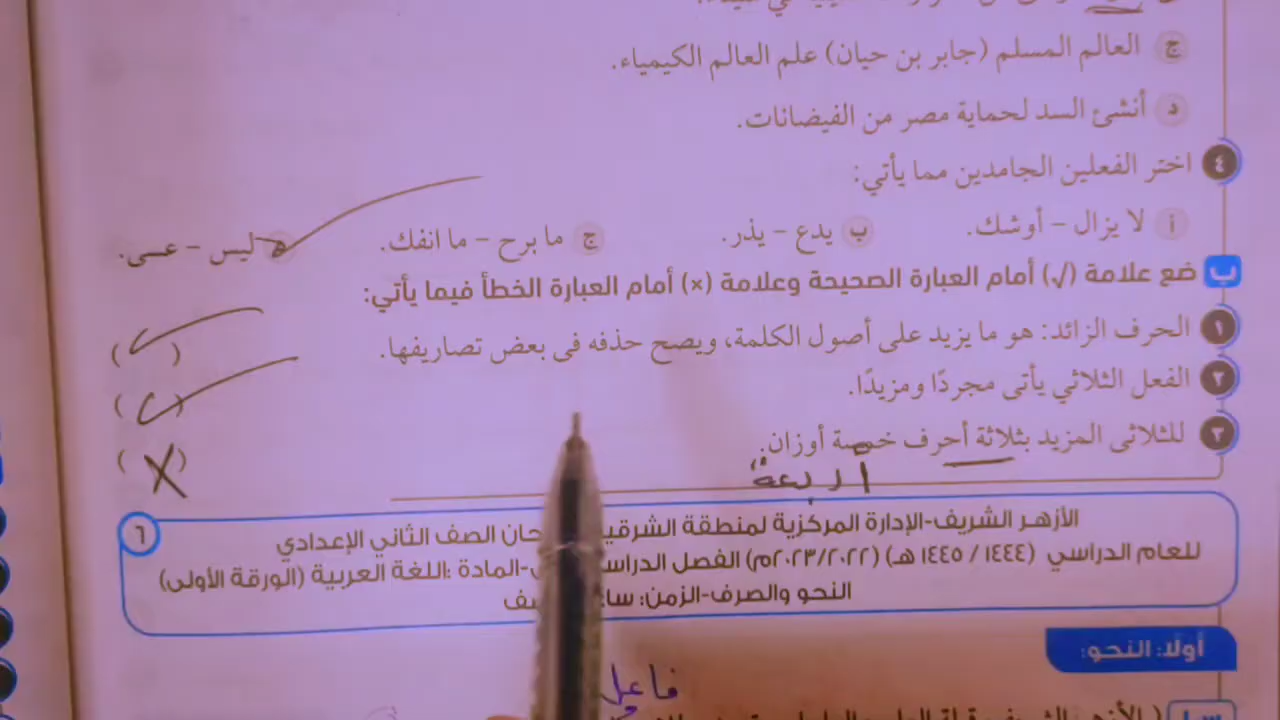 ج العالم المسلم (جابر بن حيان) علم العالم الكيمياء.
د أنشئ السد لحماية مصر من الفيضانات.
٤ اختر الفعلين الجامدين مما يأتي:
أ لا يزال - أوشك. ب يدع - يذر. ج ما برح - ما انفك. ليس - عسى.
ب ضع علامة (√) أمام العبارة الصحيحة وعلامة (×) أمام العبارة الخطأ فيما يأتي:
١ الحرف الزائد: هو ما يزيد على أصول الكلمة، ويصح حذفه فى بعض تصاريفها. ( )
٢ الفعل الثلاثي يأتى مجردًا ومزيدًا. ( )
٣ للثلاثى المزيد بثلاثة أحرف خمسة أوزان. (X)
أربعة
٦
الأزهر الشريف-الإدارة المركزية لمنطقة الصف الثاني الإعدادي
للعام الدراسي (١٤٤٤ / ١٤٤٥ هـ) (٢٠٢٣/٢٠٢٢م) الفصل -المادة :اللغة العربية (الورقة الأولى)
النحو والصرف-الزمن:
أولًا: النحو:
فاعل